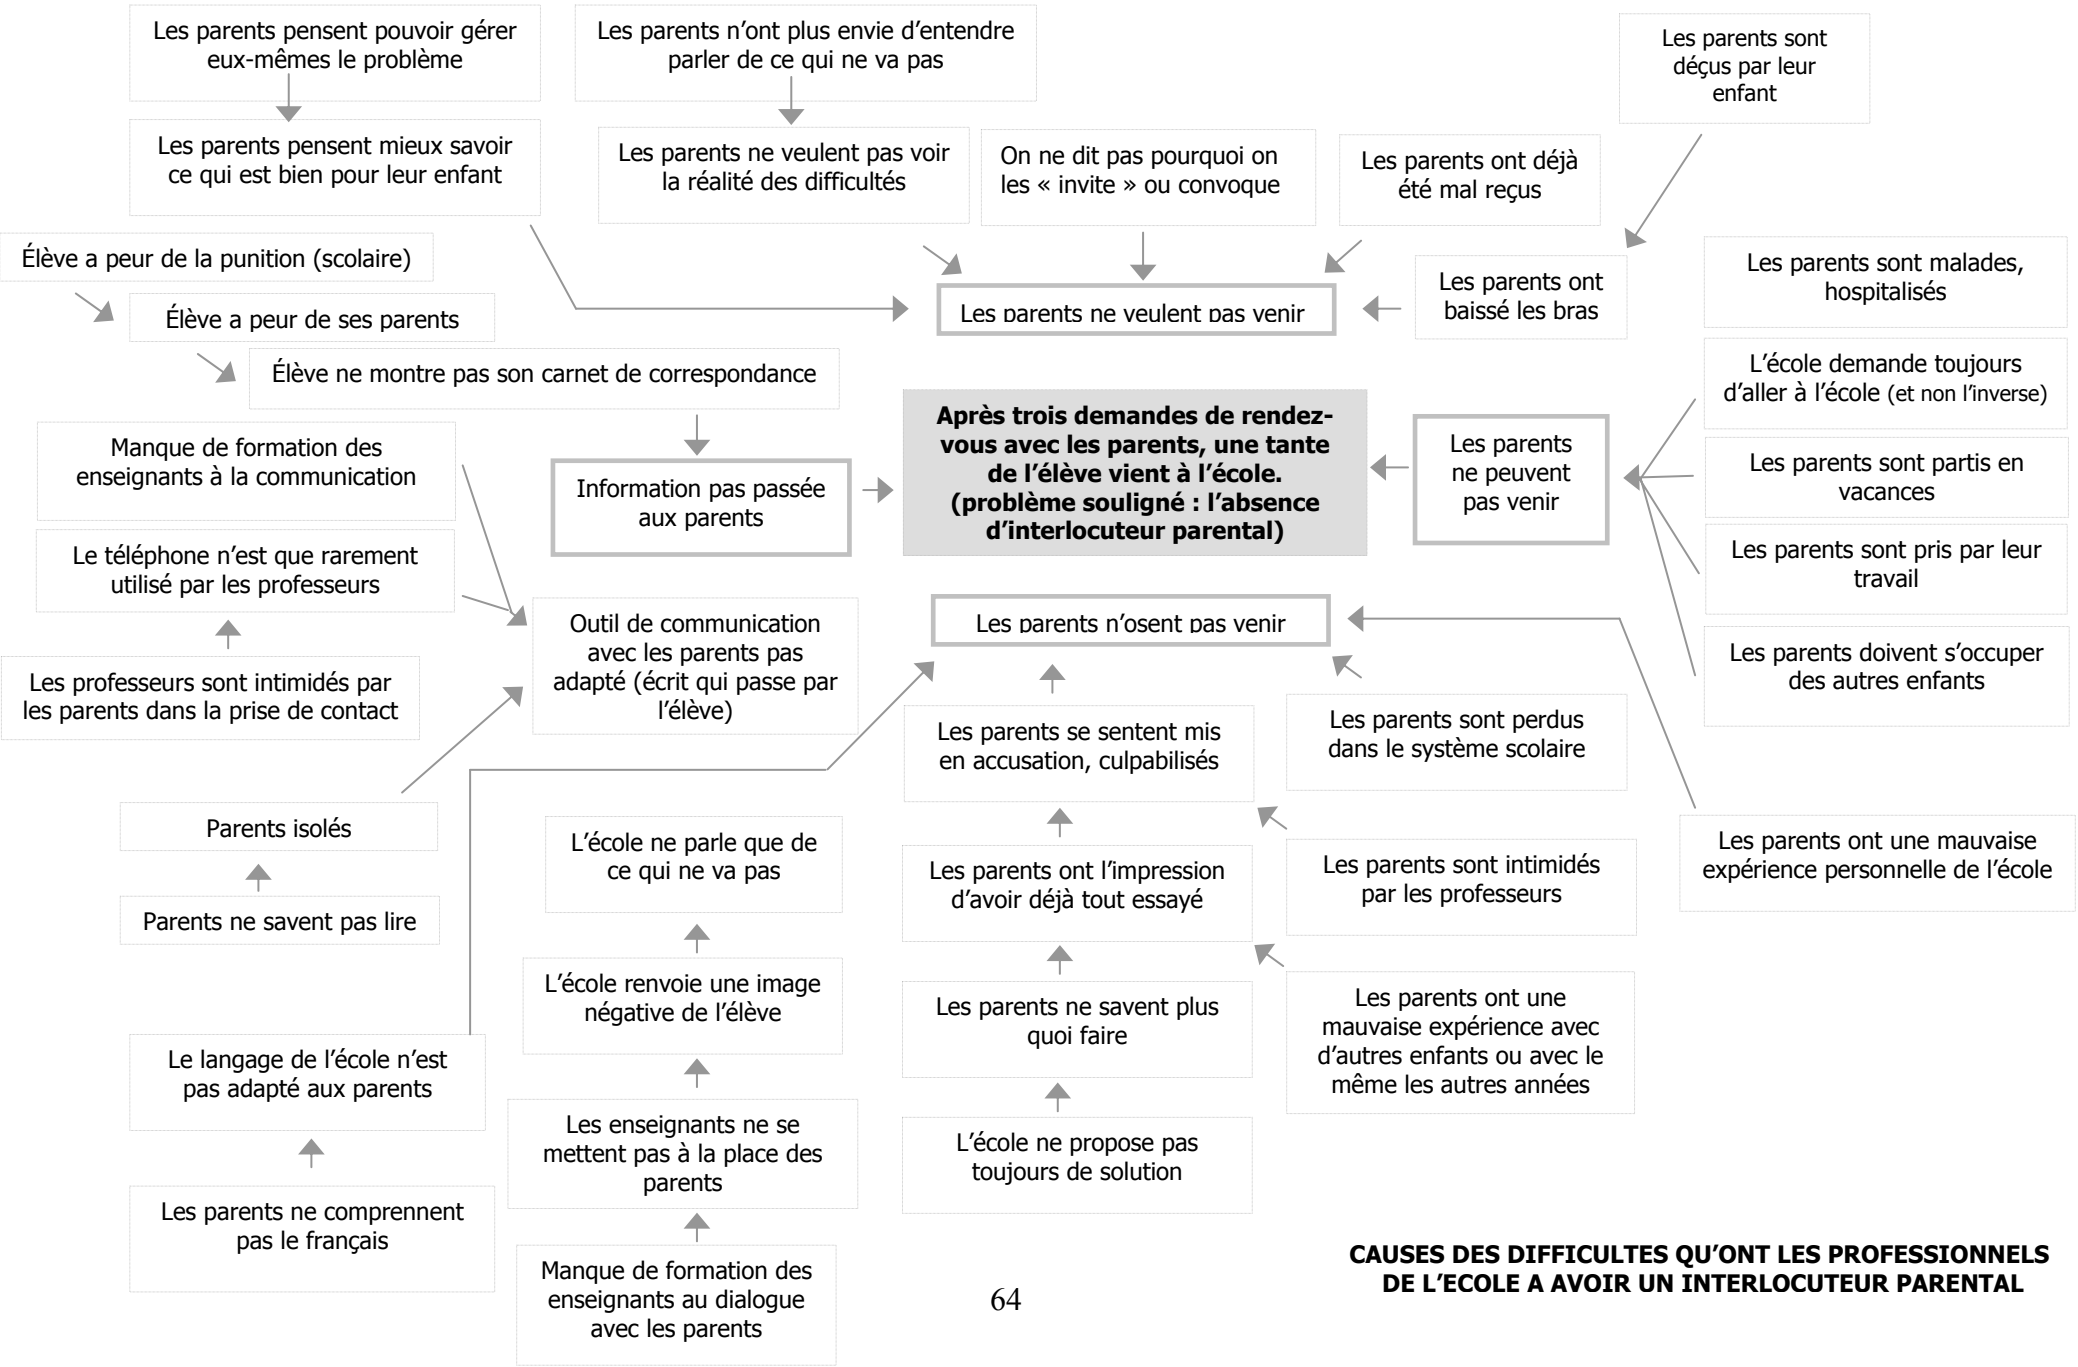 Les parents pensent pouvoir gérer
eux-mêmes le problème
Les parents n'ont plus envie d'entendre
parler de ce qui ne va pas
Les parents sont
déçus par leur
enfant
Les parents pensent mieux savoir
ce qui est bien pour leur enfant
Les parents ne veulent pas voir
la réalité des difficultés
On ne dit pas pourquoi on
les « invite » ou convoque
Les parents ont déjà
été mal reçus
Élève a peur de la punition (scolaire)
Élève a peur de ses parents
Élève ne montre pas son carnet de correspondance
Les parents ne veulent pas venir
Les parents ont
baissé les bras
Les parents sont malades,
hospitalisés
L'école demande toujours
d'aller à l'école (et non l'inverse)
Les parents sont partis en
vacances
Les parents sont pris par leur
travail
Les parents doivent s'occuper
des autres enfants
Manque de formation des
enseignants à la communication
Information pas passée
aux parents
Après trois demandes de rendez-
vous avec les parents, une tante
de l'élève vient à l'école.
(problème souligné : l'absence
d'interlocuteur parental)
Les parents
ne peuvent
pas venir
Le téléphone n'est que rarement
utilisé par les professeurs
Les professeurs sont intimidés par
les parents dans la prise de contact
Outil de communication
avec les parents pas
adapté (écrit qui passe par
l'élève)
Les parents n'osent pas venir
Les parents se sentent mis
en accusation, culpabilisés
Les parents sont perdus
dans le système scolaire
Parents isolés
Parents ne savent pas lire
L'école ne parle que de
ce qui ne va pas
Les parents ont l'impression
d'avoir déjà tout essayé
Les parents sont intimidés
par les professeurs
Les parents ont une mauvaise
expérience personnelle de l'école
L'école renvoie une image
négative de l'élève
Les parents ne savent plus
quoi faire
Les parents ont une
mauvaise expérience avec
d'autres enfants ou avec le
même les autres années
Le langage de l'école n'est
pas adapté aux parents
Les enseignants ne se
mettent pas à la place des
parents
L'école ne propose pas
toujours de solution
Les parents ne comprennent
pas le français
Manque de formation des
enseignants au dialogue
avec les parents
64
CAUSES DES DIFFICULTES QU'ONT LES PROFESSIONNELS
DE L'ECOLE A AVOIR UN INTERLOCUTEUR PARENTAL